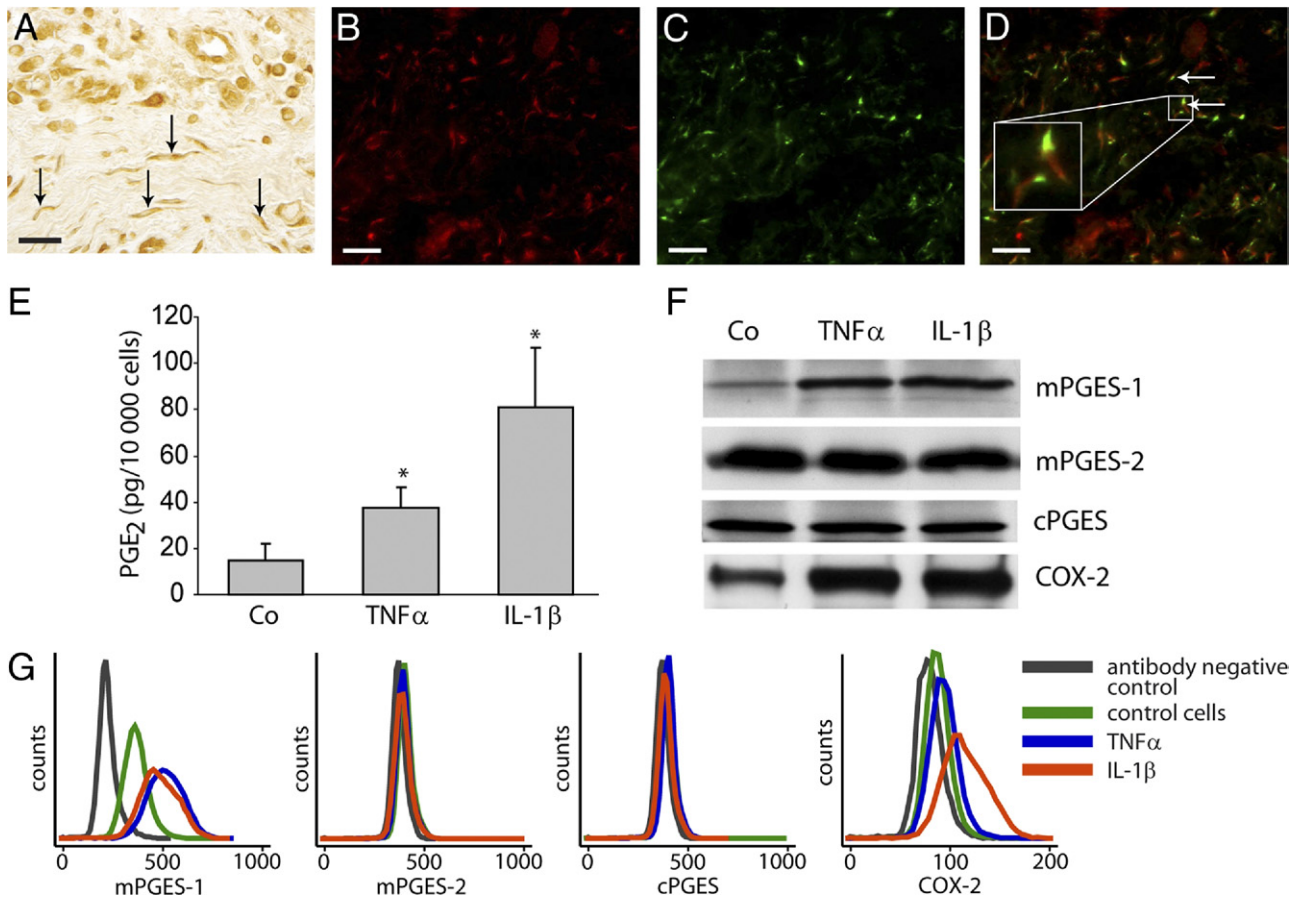 A
B
C
D
E
120
100
80
60
40
20
0
PGE2 (pg/10 000 cells)
*
*
Co
TNFα
IL-1β
F
Co
TNFα
IL-1β
mPGES-1
mPGES-2
cPGES
COX-2
G
counts
0
500
1000
mPGES-1
counts
0
500
1000
mPGES-2
counts
0
500
1000
cPGES
counts
0
100
200
COX-2
antibody negative
control
control cells
TNFα
IL-1β